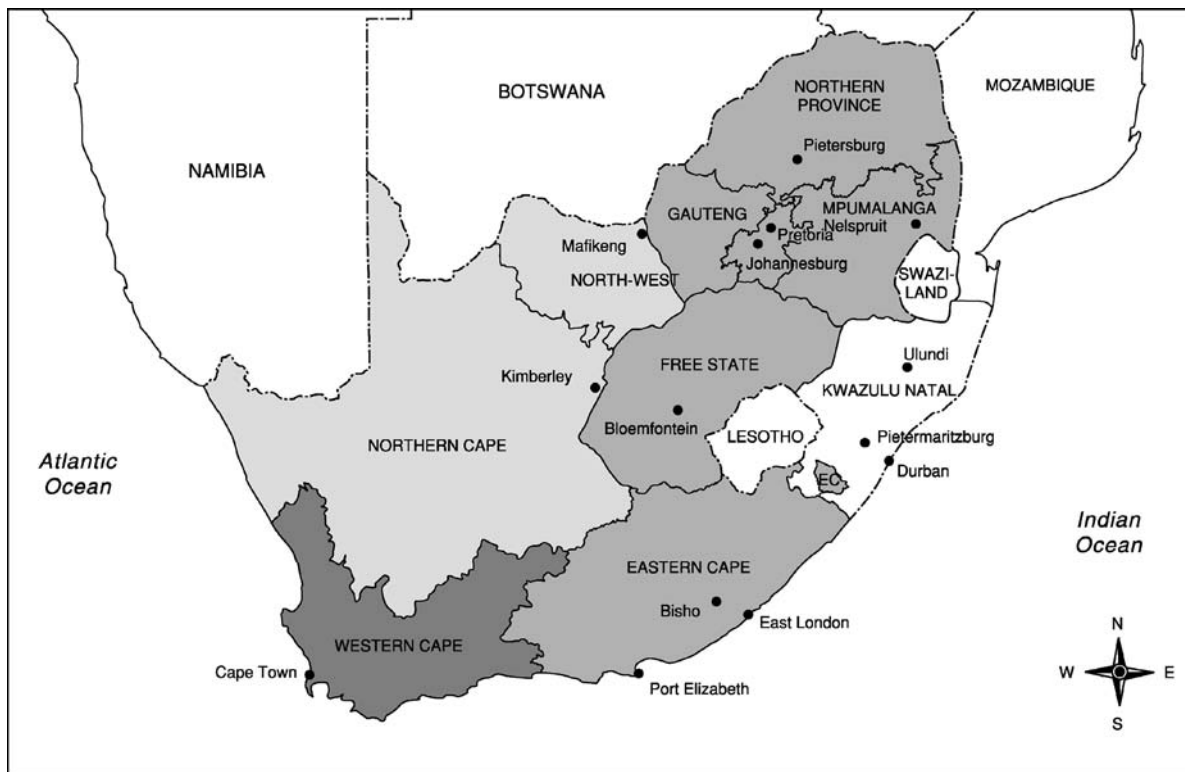 NORTHERN
PROVINCE
MOZAMBIQUE
BOTSWANA
NAMIBIA
Pietersburg
GAUTENG
MPUMALANGA
Nelspruit
Pretoria
Mafikeng
Johannesburg
NORTH-WEST
SWAZI-
LAND
Ulundi
FREE STATE
Kimberley
KWAZULU NATAL
Bloemfontein
LESOTHO
Pietermaritzburg
NORTHERN CAPE
Durban
EC
Atlantic
Ocean
Indian
Ocean
EASTERN CAPE
Bisho
East London
WESTERN CAPE
Cape Town
Port Elizabeth
N
W
E
S